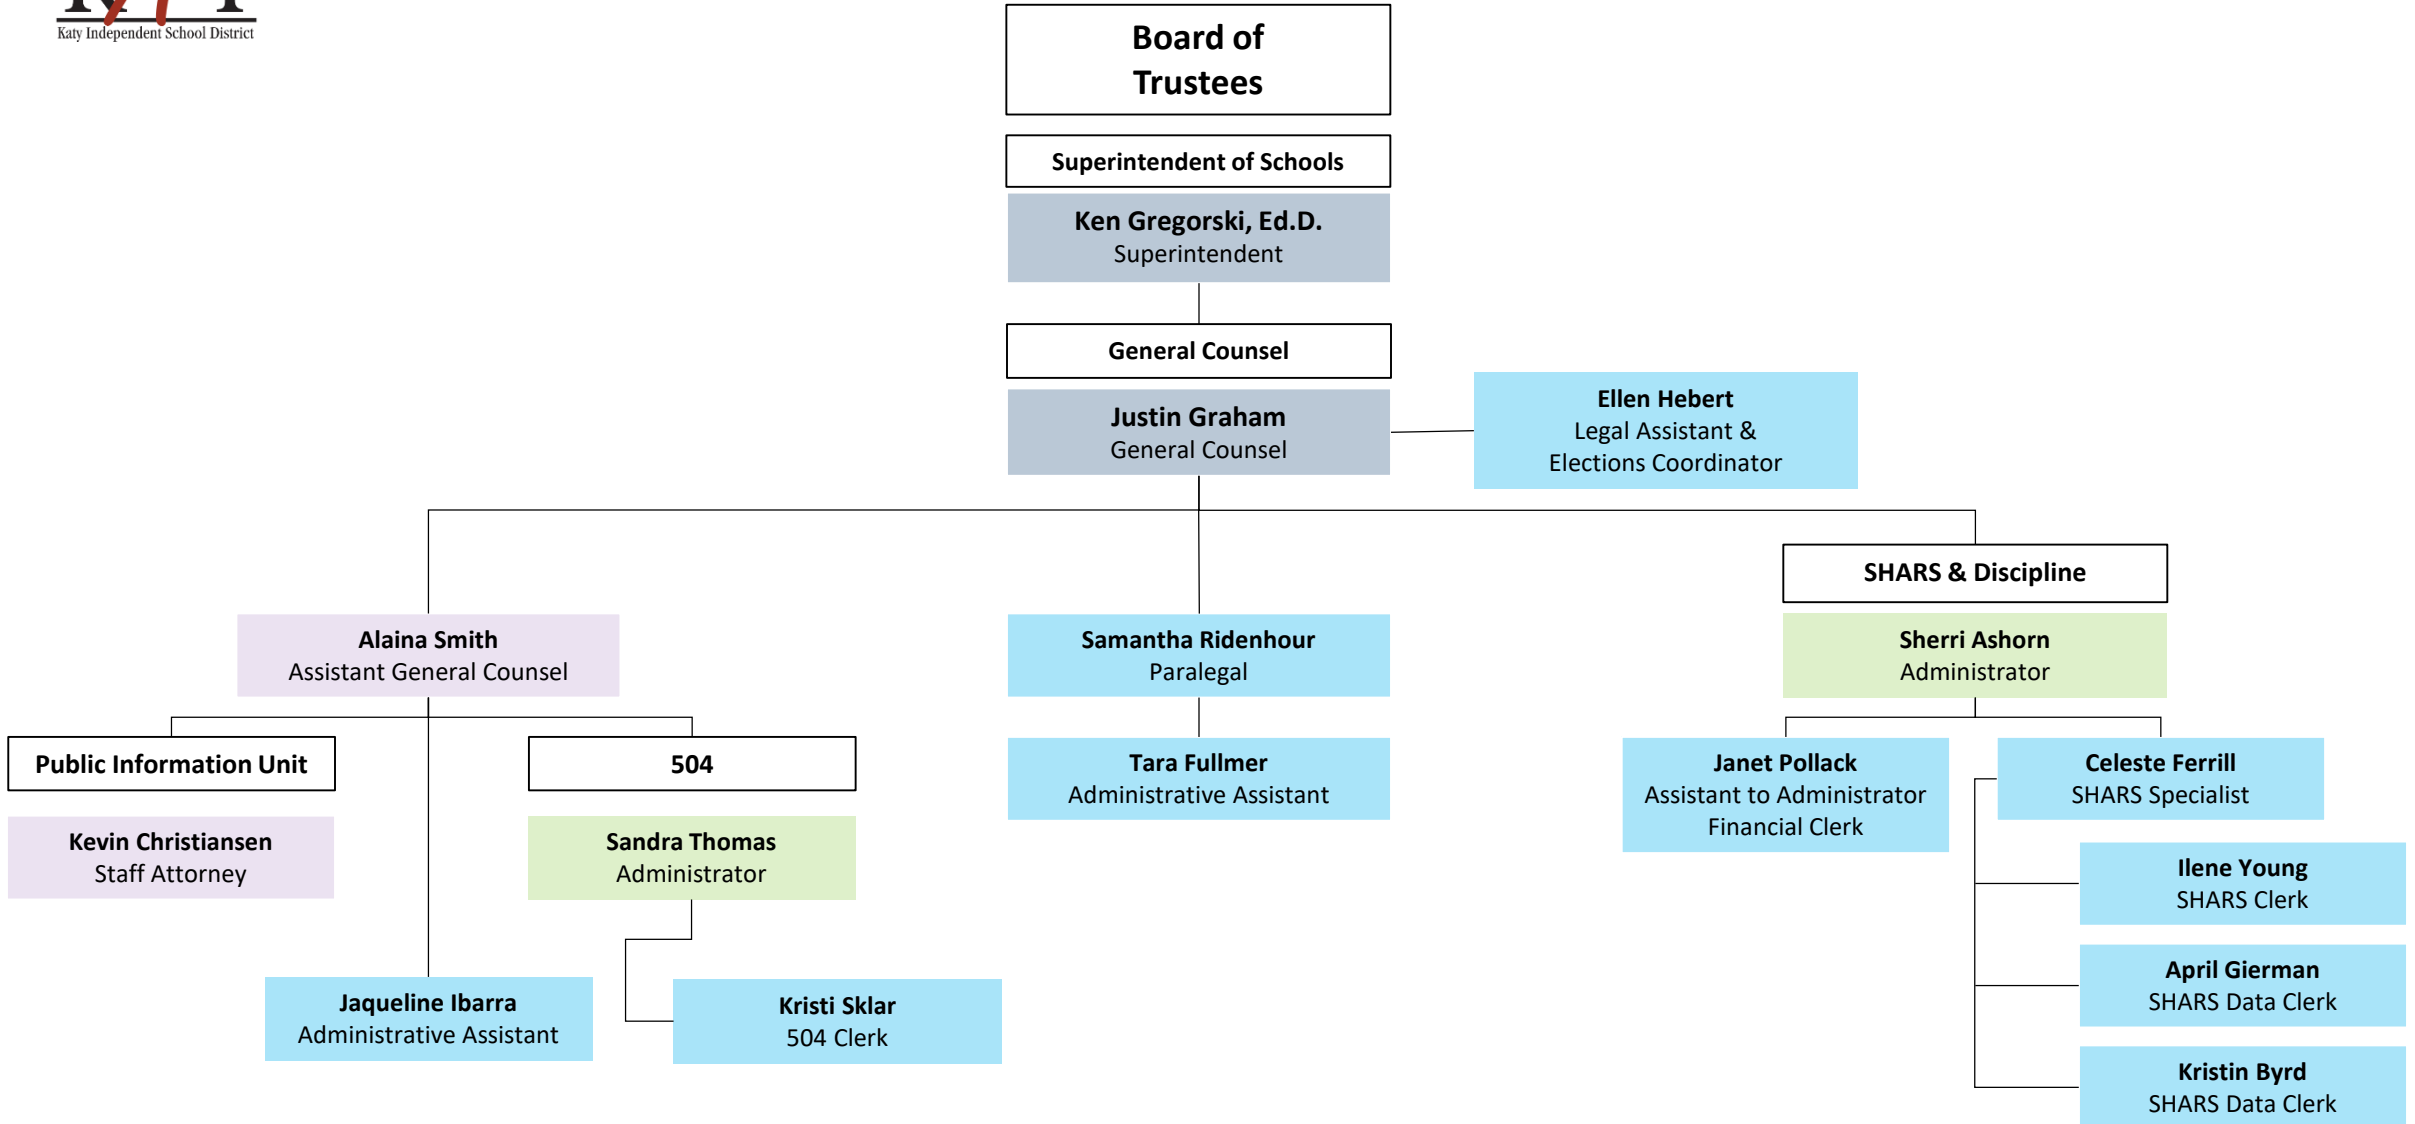 Katy Independent School District
Board of
Trustees
Superintendent of Schools
Ken Gregorski, Ed.D.
Superintendent
General Counsel
Justin Graham
General Counsel
Ellen Hebert
Legal Assistant &
Elections Coordinator
SHARS & Discipline
Alaina Smith
Assistant General Counsel
Samantha Ridenhour
Paralegal
Sherri Ashorn
Administrator
Public Information Unit
504
Tara Fullmer
Administrative Assistant
Janet Pollack
Assistant to Administrator
Financial Clerk
Celeste Ferrill
SHARS Specialist
Kevin Christiansen
Staff Attorney
Sandra Thomas
Administrator
Ilene Young
SHARS Clerk
April Gierman
SHARS Data Clerk
Jaqueline Ibarra
Administrative Assistant
Kristi Sklar
504 Clerk
Kristin Byrd
SHARS Data Clerk